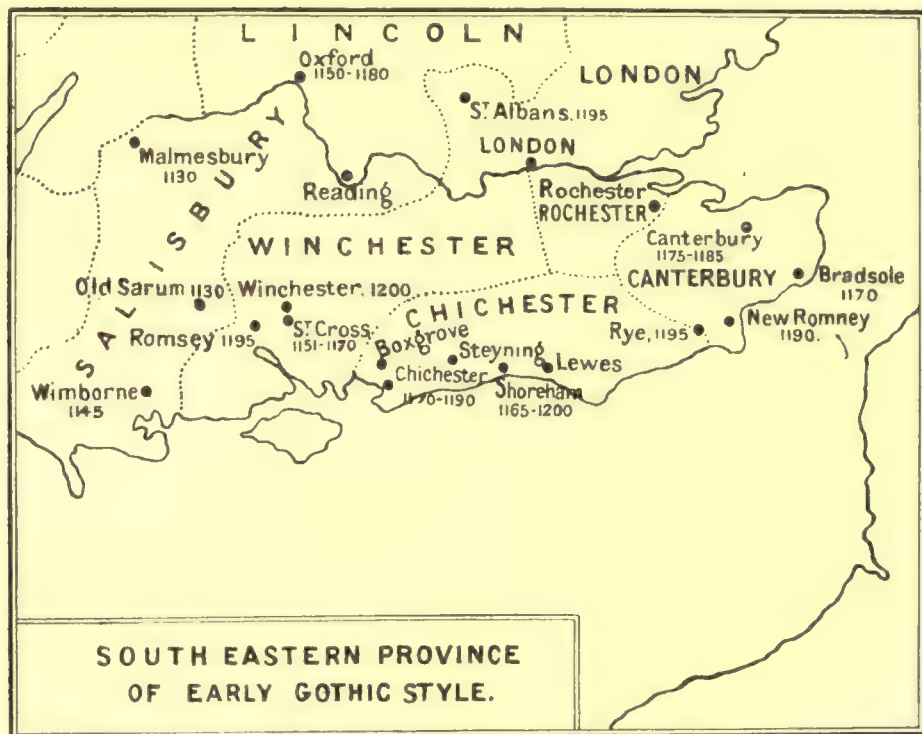 LINCOLN
Oxford
1150-1180
LONDON
ST Albans, 1195
Malmesbury
1130
LONDON
Reading
Rochester
ROCHESTER
SALISBURY
WINCHESTER
Canterbury
1175-1185
CANTERBURY
Bradsole
1170
Old Sarum 1130
Winchester, 1200
CHICHESTER
Romsey 1195
ST Cross
1151-1170
Boxgrove
Steyning
Lewes
Rye, 1195
New Romney
1190.
Wimborne
1145
Chichester
1170-1190
Shoreham
1165-1200
SOUTH EASTERN PROVINCE
OF EARLY GOTHIC STYLE.